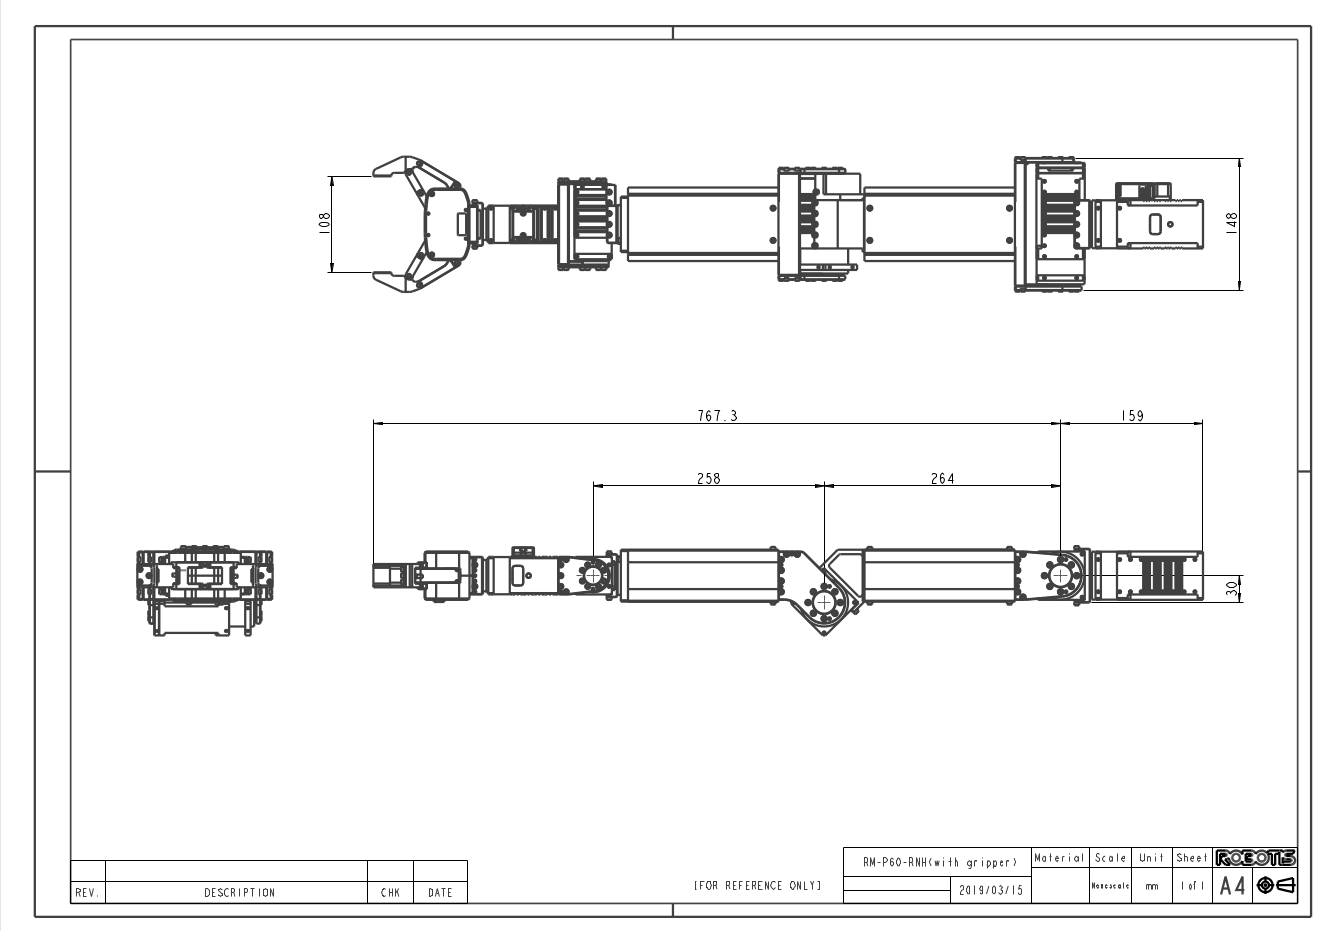 108
148
767.3
159
258
264
30
RM-P60-RNH(with gripper)
Material
Scale
Unit
Sheet
ROBOTIS
REV.
DESCRIPTION
CHK
DATE
[FOR REFERENCE ONLY]
2019/03/15
Nonescale
mm
1 of 1
A4